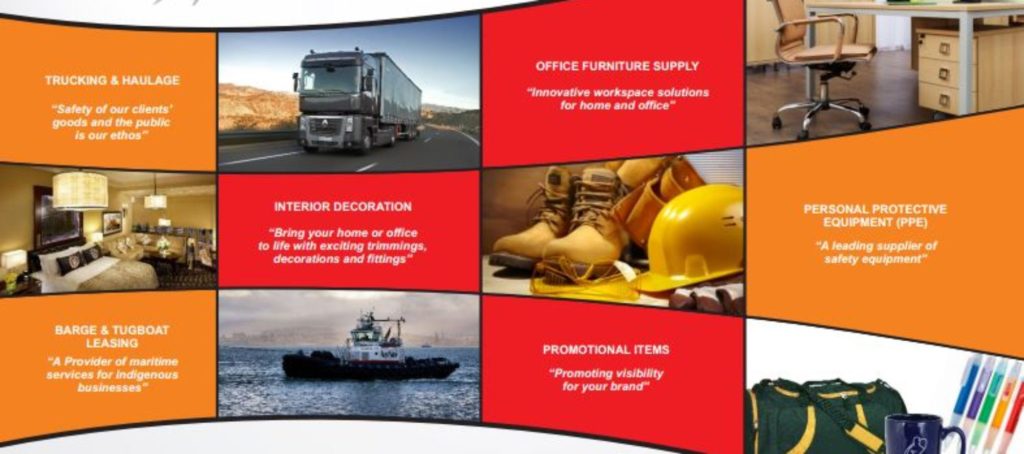 TRUCKING & HAULAGE
“Safety of our clients’
goods and the public
is our ethos”
OFFICE FURNITURE SUPPLY
“Innovative workspace solutions
for home and office”
INTERIOR DECORATION
“Bring your home or office
to life with exciting trimmings,
decorations and fittings”
PERSONAL PROTECTIVE
EQUIPMENT (PPE)
“A leading supplier of
safety equipment”
BARGE & TUGBOAT
LEASING
“A Provider of maritime
services for Indigenous
businesses”
PROMOTIONAL ITEMS
“Promoting visibility
for your brand”